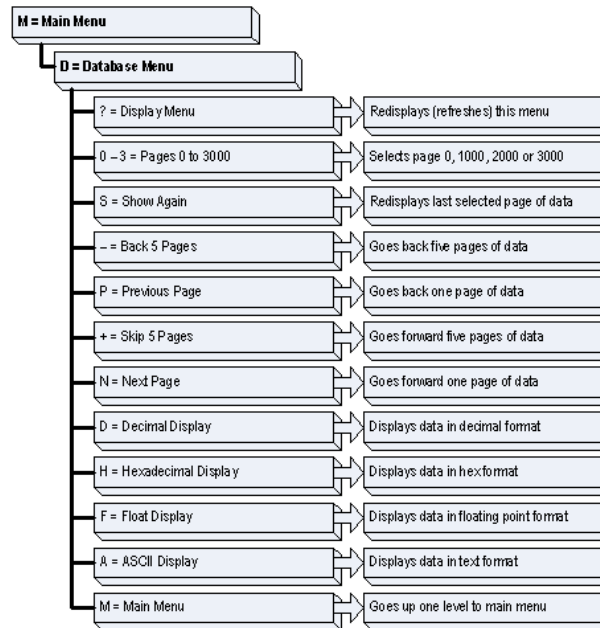 M = Main Menu
D = Database Menu
? = Display Menu
Redisplays (refreshes) this menu
0 – 3 = Pages 0 to 3000
Selects page 0, 1000, 2000 or 3000
S = Show Again
Redisplays last selected page of data
– = Back 5 Pages
Goes back five pages of data
P = Previous Page
Goes back one page of data
+ = Skip 5 Pages
Goes forward five pages of data
N = Next Page
Goes forward one page of data
D = Decimal Display
Displays data in decimal format
H = Hexadecimal Display
Displays data in hex format
F = Float Display
Displays data in floating point format
A = ASCII Display
Displays data in text format
M = Main Menu
Goes up one level to main menu